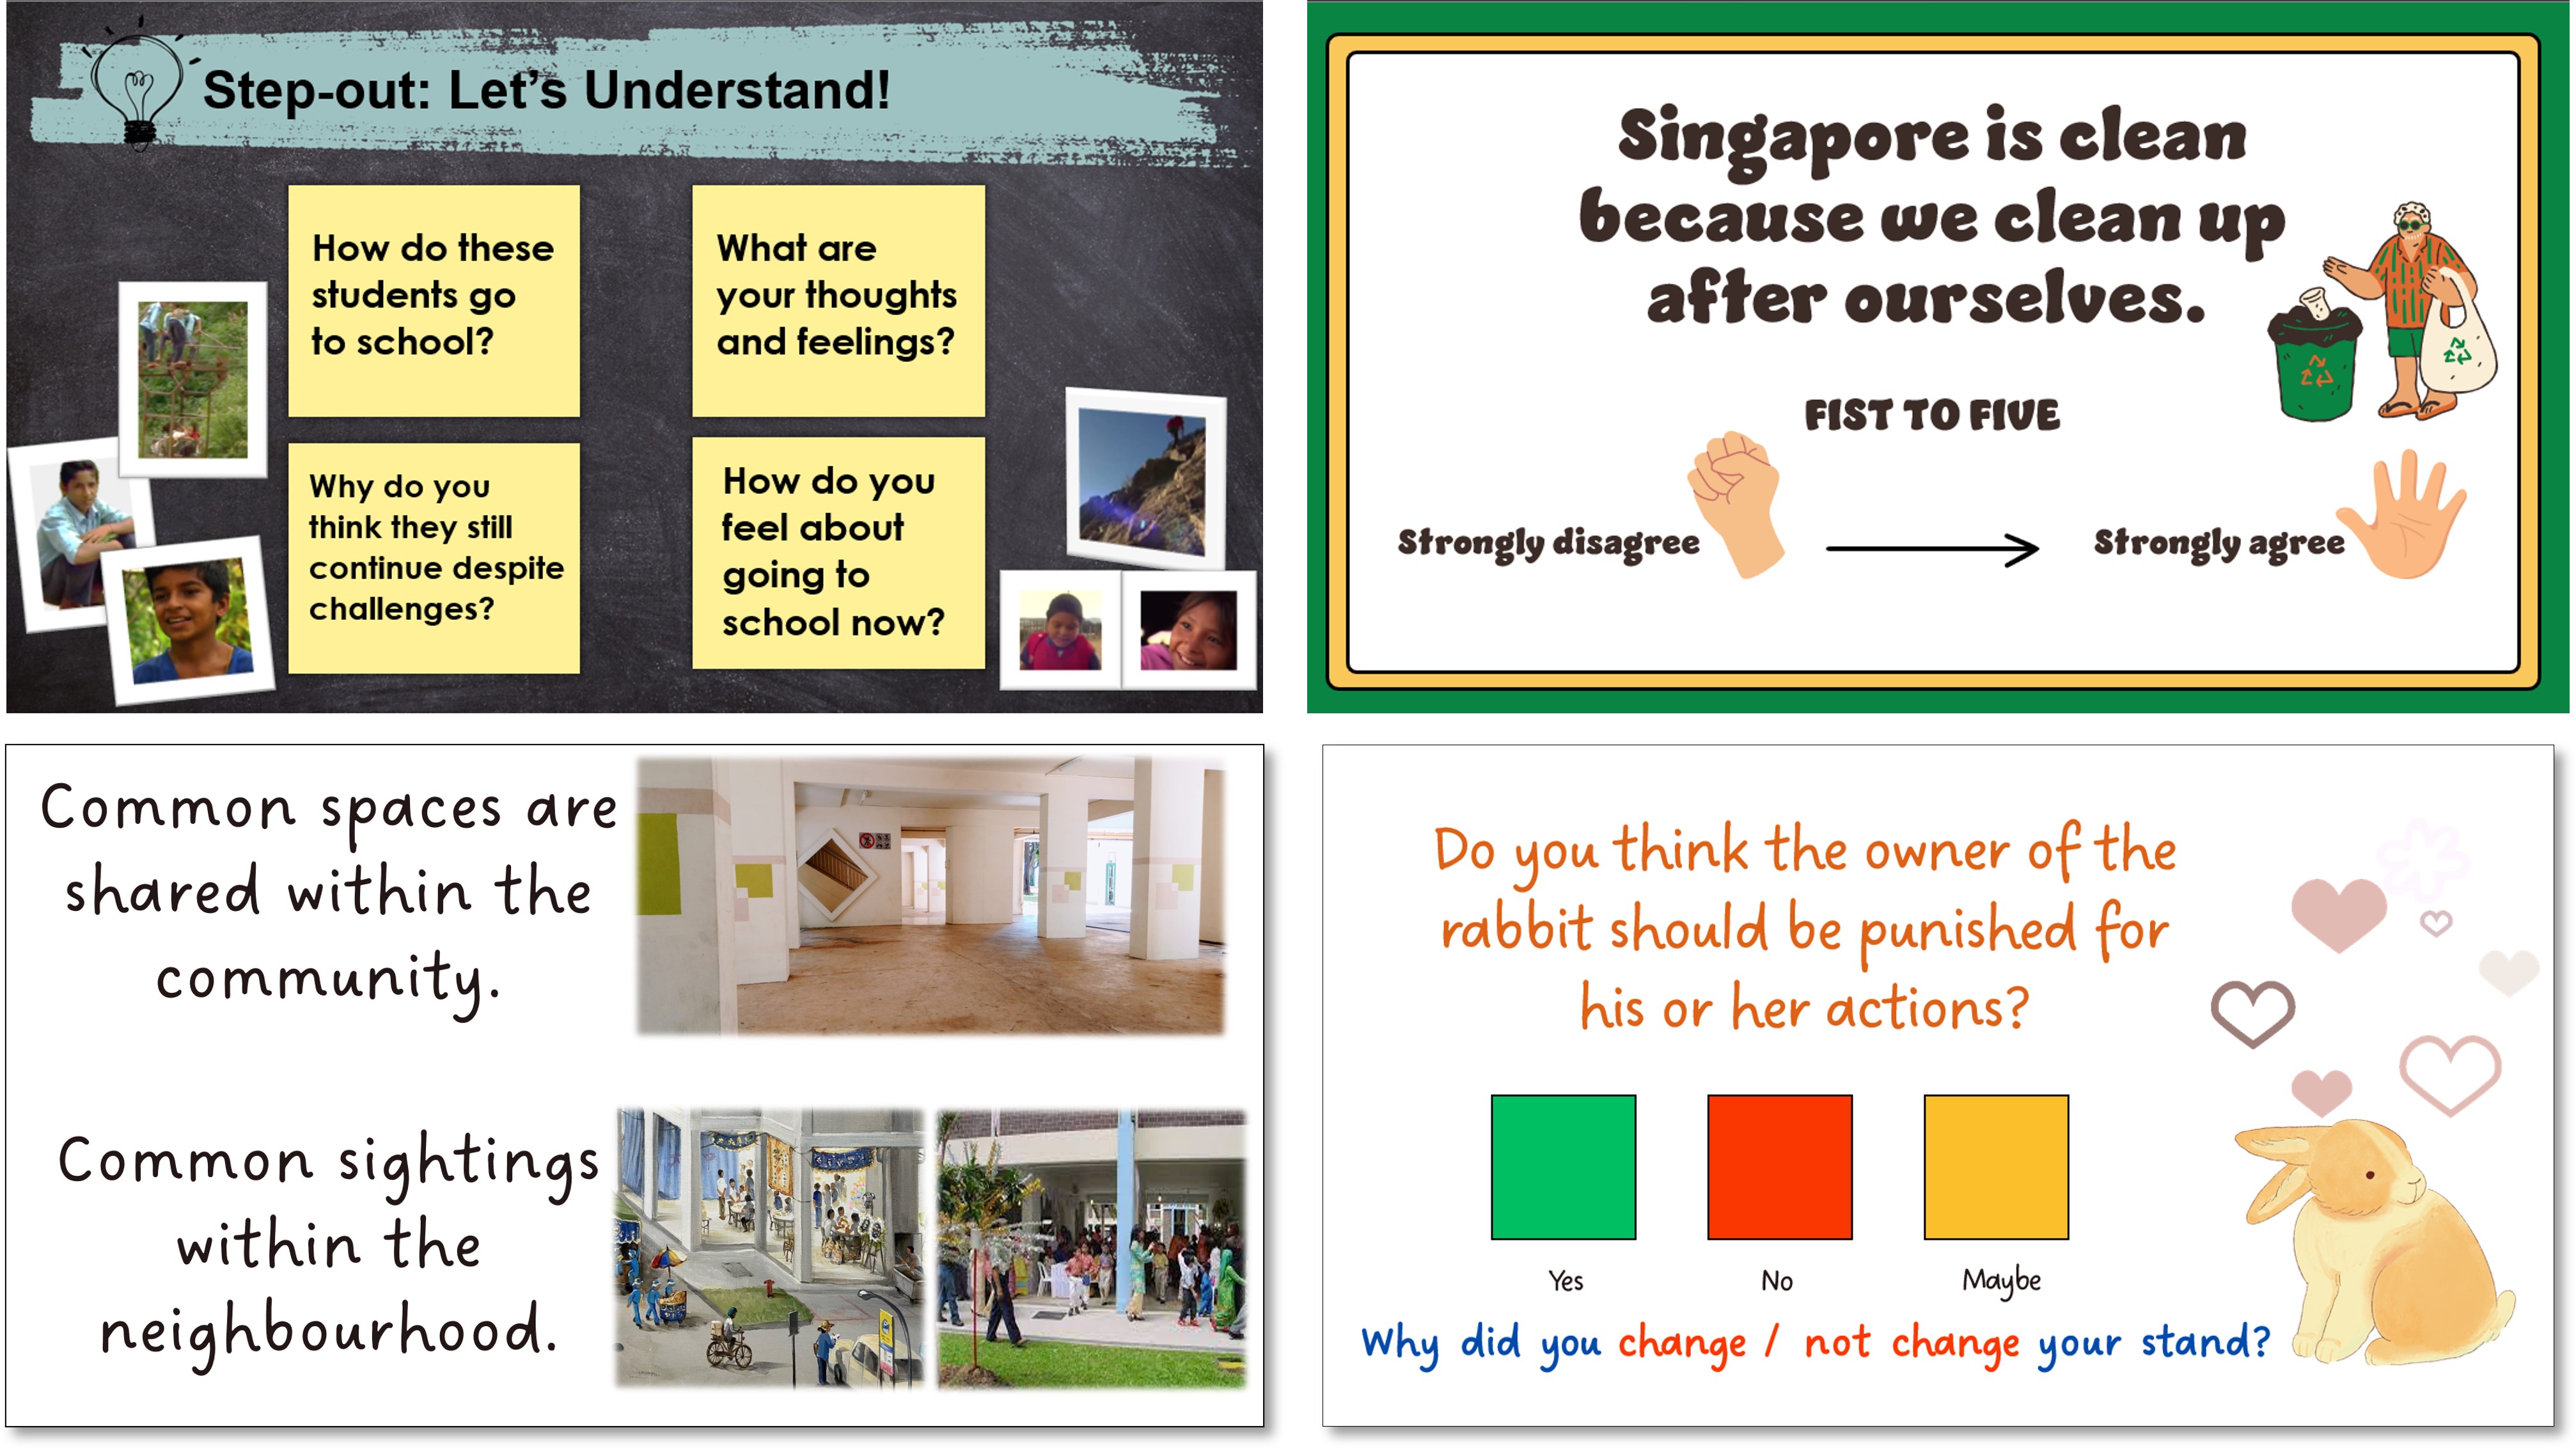 Step-out: Let's Understand!
How do these
students go
to school?
What are
your thoughts
and feelings?
Why do you
think they still
continue despite
challenges?
How do you
feel about
going to
school now?
Singapore is clean
because we clean up
after ourselves.
FIST TO FIVE
Strongly disagree
Strongly agree
Common spaces are
shared within the
community.
Common sightings
within the
neighbourhood.
Do you think the owner of the
rabbit should be punished for
his or her actions?
Yes
No
Maybe
Why did you change / not change your stand?